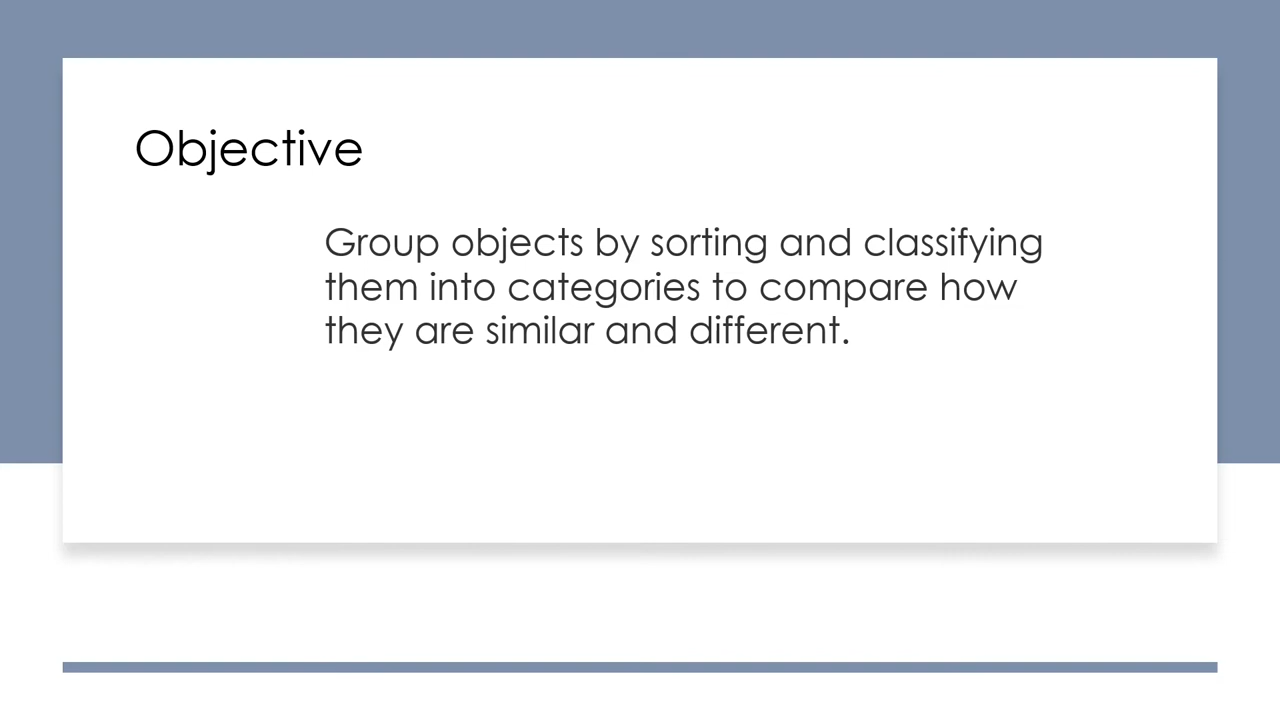 Objective
Group objects by sorting and classifying
them into categories to compare how
they are similar and different.